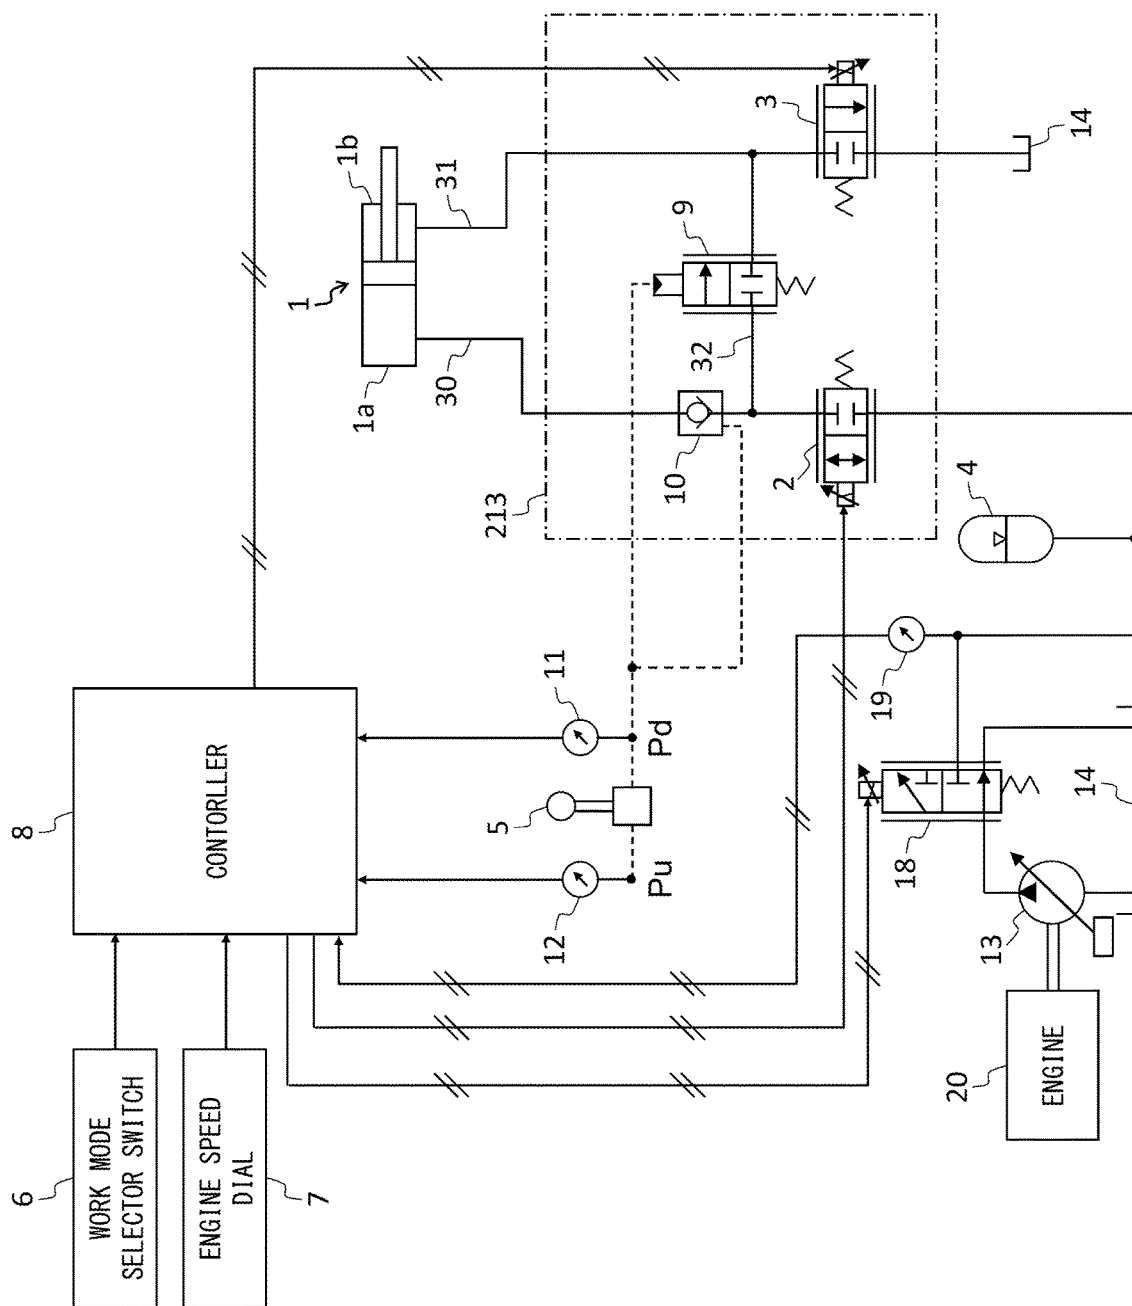 6
WORK MODE
SELECTOR SWITCH
ENGINE SPEED
DIAL
7
8
CONTORLLER
1
1a
1b
30
31
5
11
12
Pd
Pu
213
10
9
32
2
3
14
4
19
18
14
13
20
ENGINE